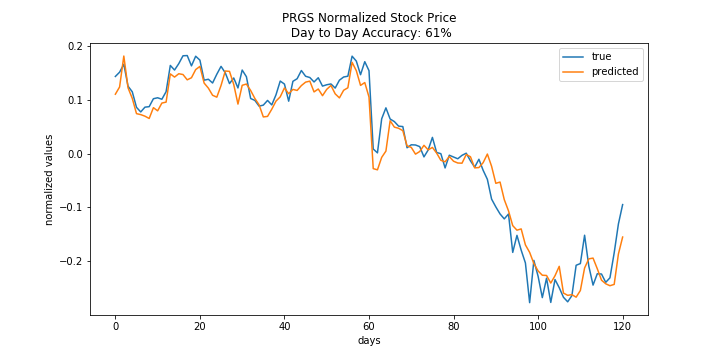 PRGS Normalized Stock Price
Day to Day Accuracy: 61%
true
predicted
normalized values
0.2
0.1
0.0
−0.1
−0.2
0 20 40 60 80 100 120
days